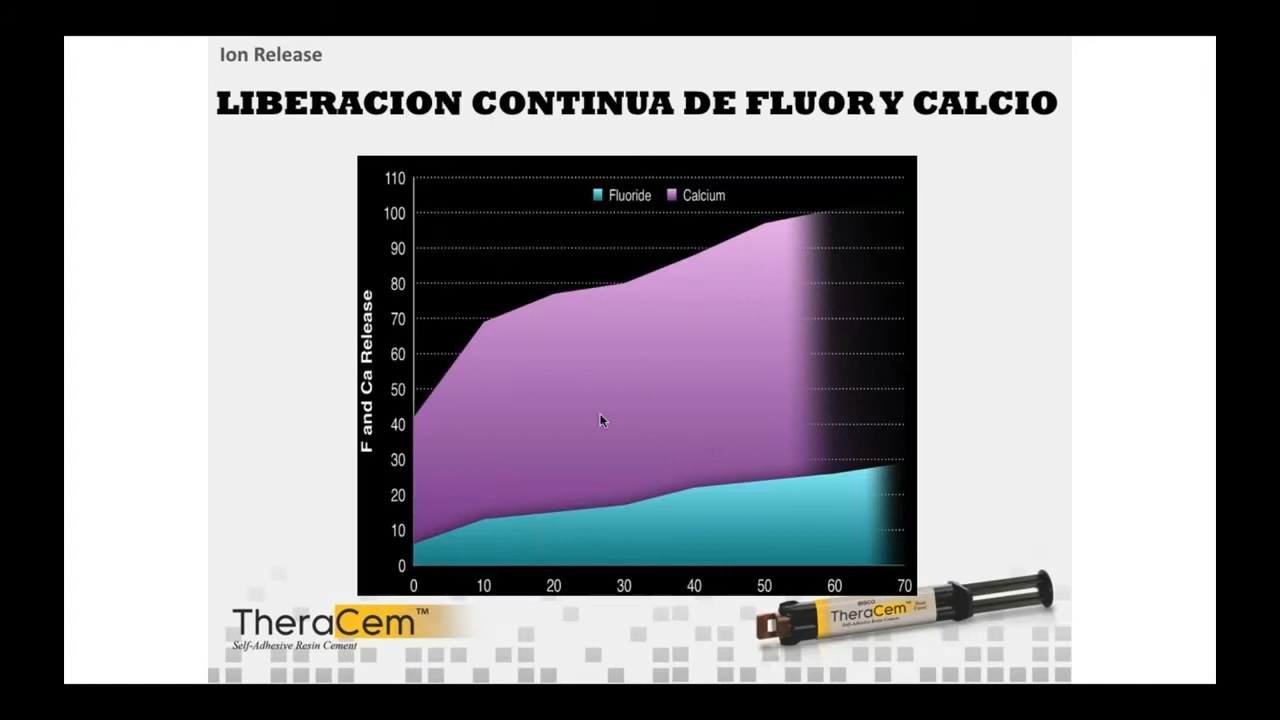 Ion Release
LIBERACION CONTINUA DE FLUOR Y CALCIO
Fluoride Calcium
F and Ca Release
110
100
90
80
70
60
50
40
30
20
10
0
0 10 20 30 40 50 60 70
TheraCem™
Self-Adhesive Resin Cement
BISCO
TheraCem™
Self-Adhesive Resin Cement